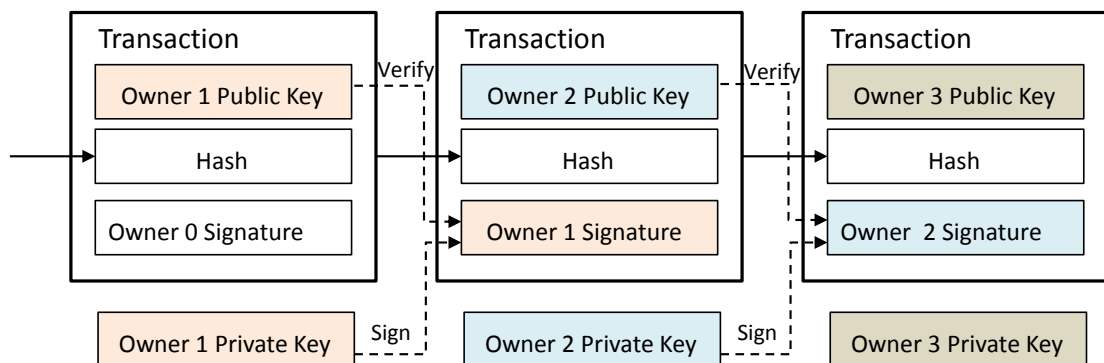 Transaction
Owner 1 Public Key
Hash
Owner 0 Signature
Owner 1 Private Key
Verify
Sign
Transaction
Owner 2 Public Key
Hash
Owner 1 Signature
Owner 2 Private Key
Verify
Sign
Transaction
Owner 3 Public Key
Hash
Owner  2 Signature
Owner 3 Private Key